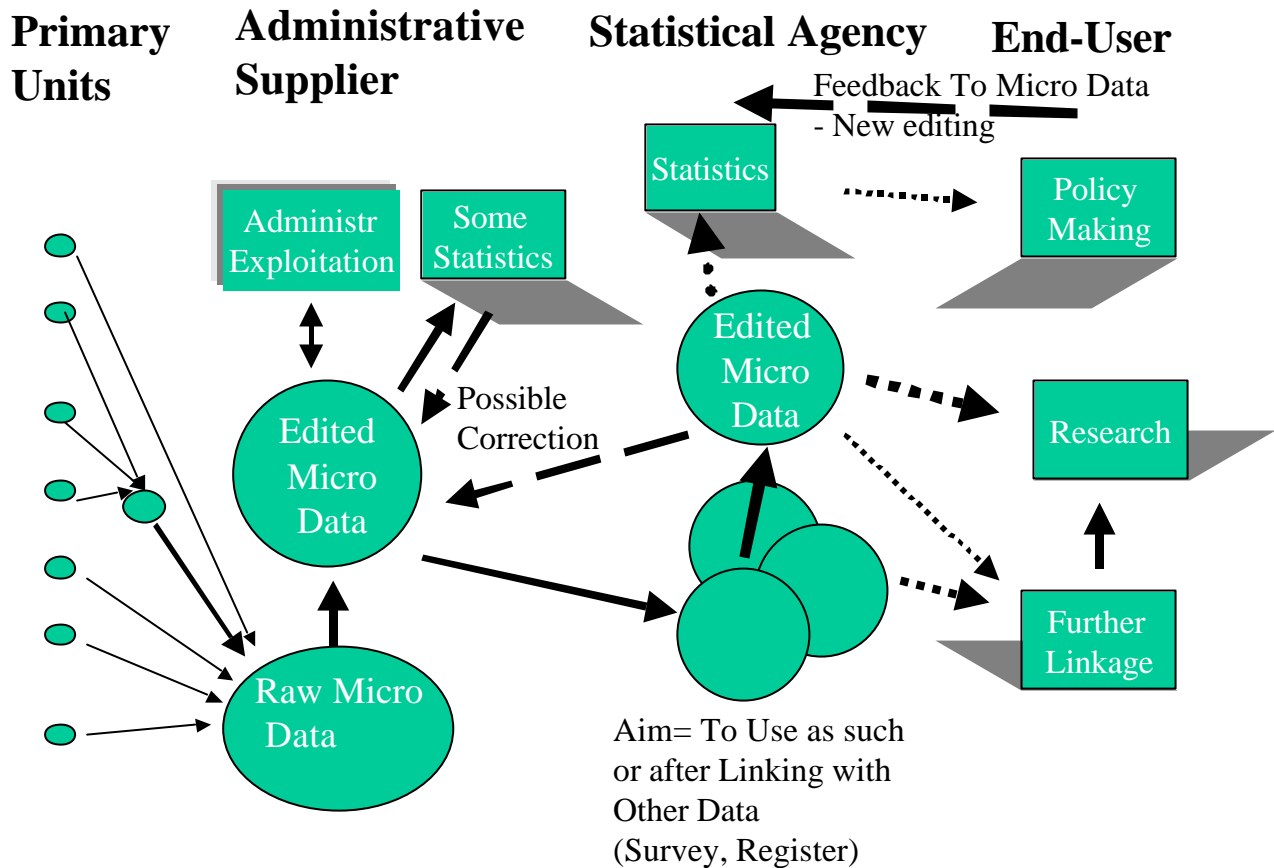 Primary
Units
Administrative
Supplier
Statistical Agency
End-User
Feedback To Micro Data
- New editing
Statistics
Policy
Making
Administr
Exploitation
Some
Statistics
Edited
Micro
Data
Possible
Correction
Edited
Micro
Data
Research
Raw Micro
Data
Further
Linkage
Aim= To Use as such
or after Linking with
Other Data
(Survey, Register)